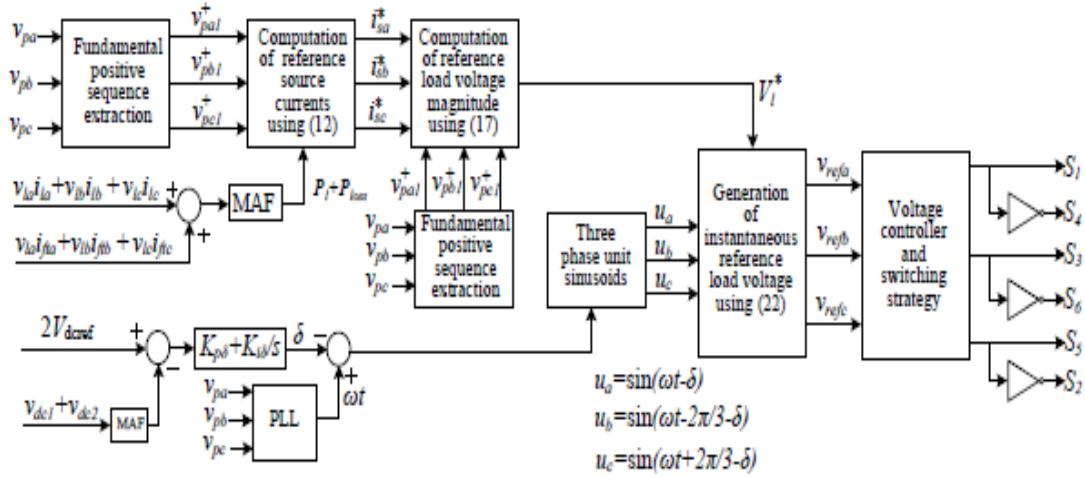 v_pa
v_pb
v_pc
Fundamental
positive
sequence
extraction
v⁺_pa1
v⁺_pb1
v⁺_pc1
Computation
of reference
source
currents
using (12)
i*_sa
i*_sb
i*_sc
Computation
of reference
load voltage
magnitude
using (17)
V_l*
v_la i_la+v_lb i_lb+v_lc i_lc
+
+
v_la i_fta+v_lb i_ftb+v_lc i_ftc
MAF
P_l+P_loss
v⁺_pa1
v⁺_pb1
v⁺_pc1
v_pa
v_pb
v_pc
Fundamental
positive
sequence
extraction
Three
phase unit
sinusoids
u_a
u_b
u_c
Generation of
instantaneous
reference
load voltage
using (22)
v_refa
v_refb
v_refc
Voltage
controller
and
switching
strategy
S_1
S_4
S_3
S_6
S_5
S_2
2V_dcref
+
−
K_pδ+K_iδ/s
δ
−
+
ωt
v_dc1+v_dc2
MAF
v_pa
v_pb
v_pc
PLL
u_a=sin(ωt-δ)
u_b=sin(ωt-2π/3-δ)
u_c=sin(ωt+2π/3-δ)